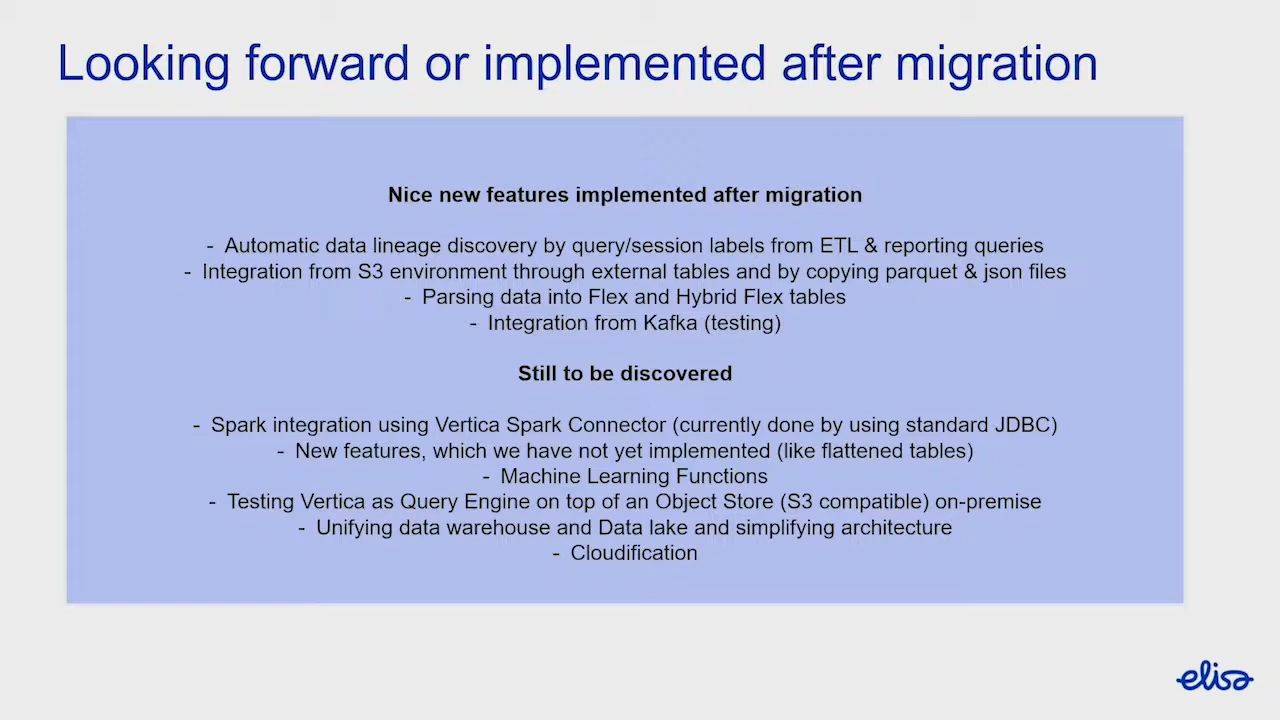 Looking forward or implemented after migration
Nice new features implemented after migration
- Automatic data lineage discovery by query/session labels from ETL & reporting queries
- Integration from S3 environment through external tables and by copying parquet & json files
- Parsing data into Flex and Hybrid Flex tables
- Integration from Kafka (testing)
Still to be discovered
- Spark integration using Vertica Spark Connector (currently done by using standard JDBC)
- New features, which we have not yet implemented (like flattened tables)
- Machine Learning Functions
- Testing Vertica as Query Engine on top of an Object Store (S3 compatible) on-premise
- Unifying data warehouse and Data lake and simplifying architecture
- Cloudification
elisa